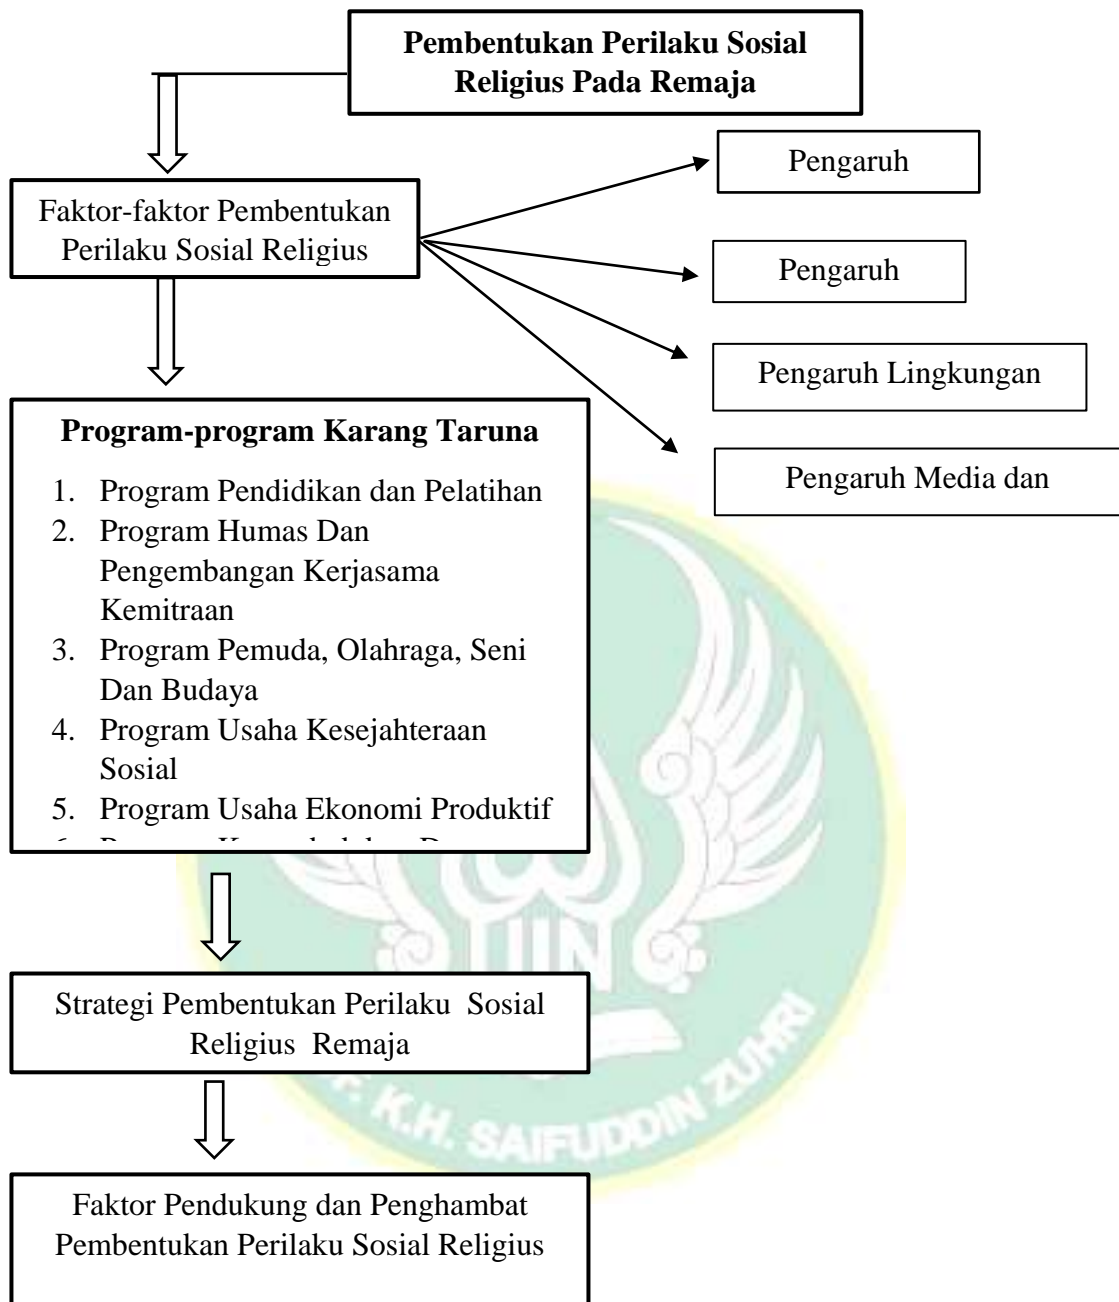 Pembentukan Perilaku Sosial
Religius Pada Remaja
Pengaruh
Faktor-faktor Pembentukan
Perilaku Sosial Religius
Pengaruh
Pengaruh Lingkungan
Pengaruh Media dan
Program-program Karang Taruna
1. Program Pendidikan dan Pelatihan
2. Program Humas Dan
Pengembangan Kerjasama
Kemitraan
3. Program Pemuda, Olahraga, Seni
Dan Budaya
4. Program Usaha Kesejahteraan
Sosial
5. Program Usaha Ekonomi Produktif
Strategi Pembentukan Perilaku Sosial
Religius Remaja
Faktor Pendukung dan Penghambat
Pembentukan Perilaku Sosial Religius
UIN
K.H. SAIFUDDIN ZUHRI